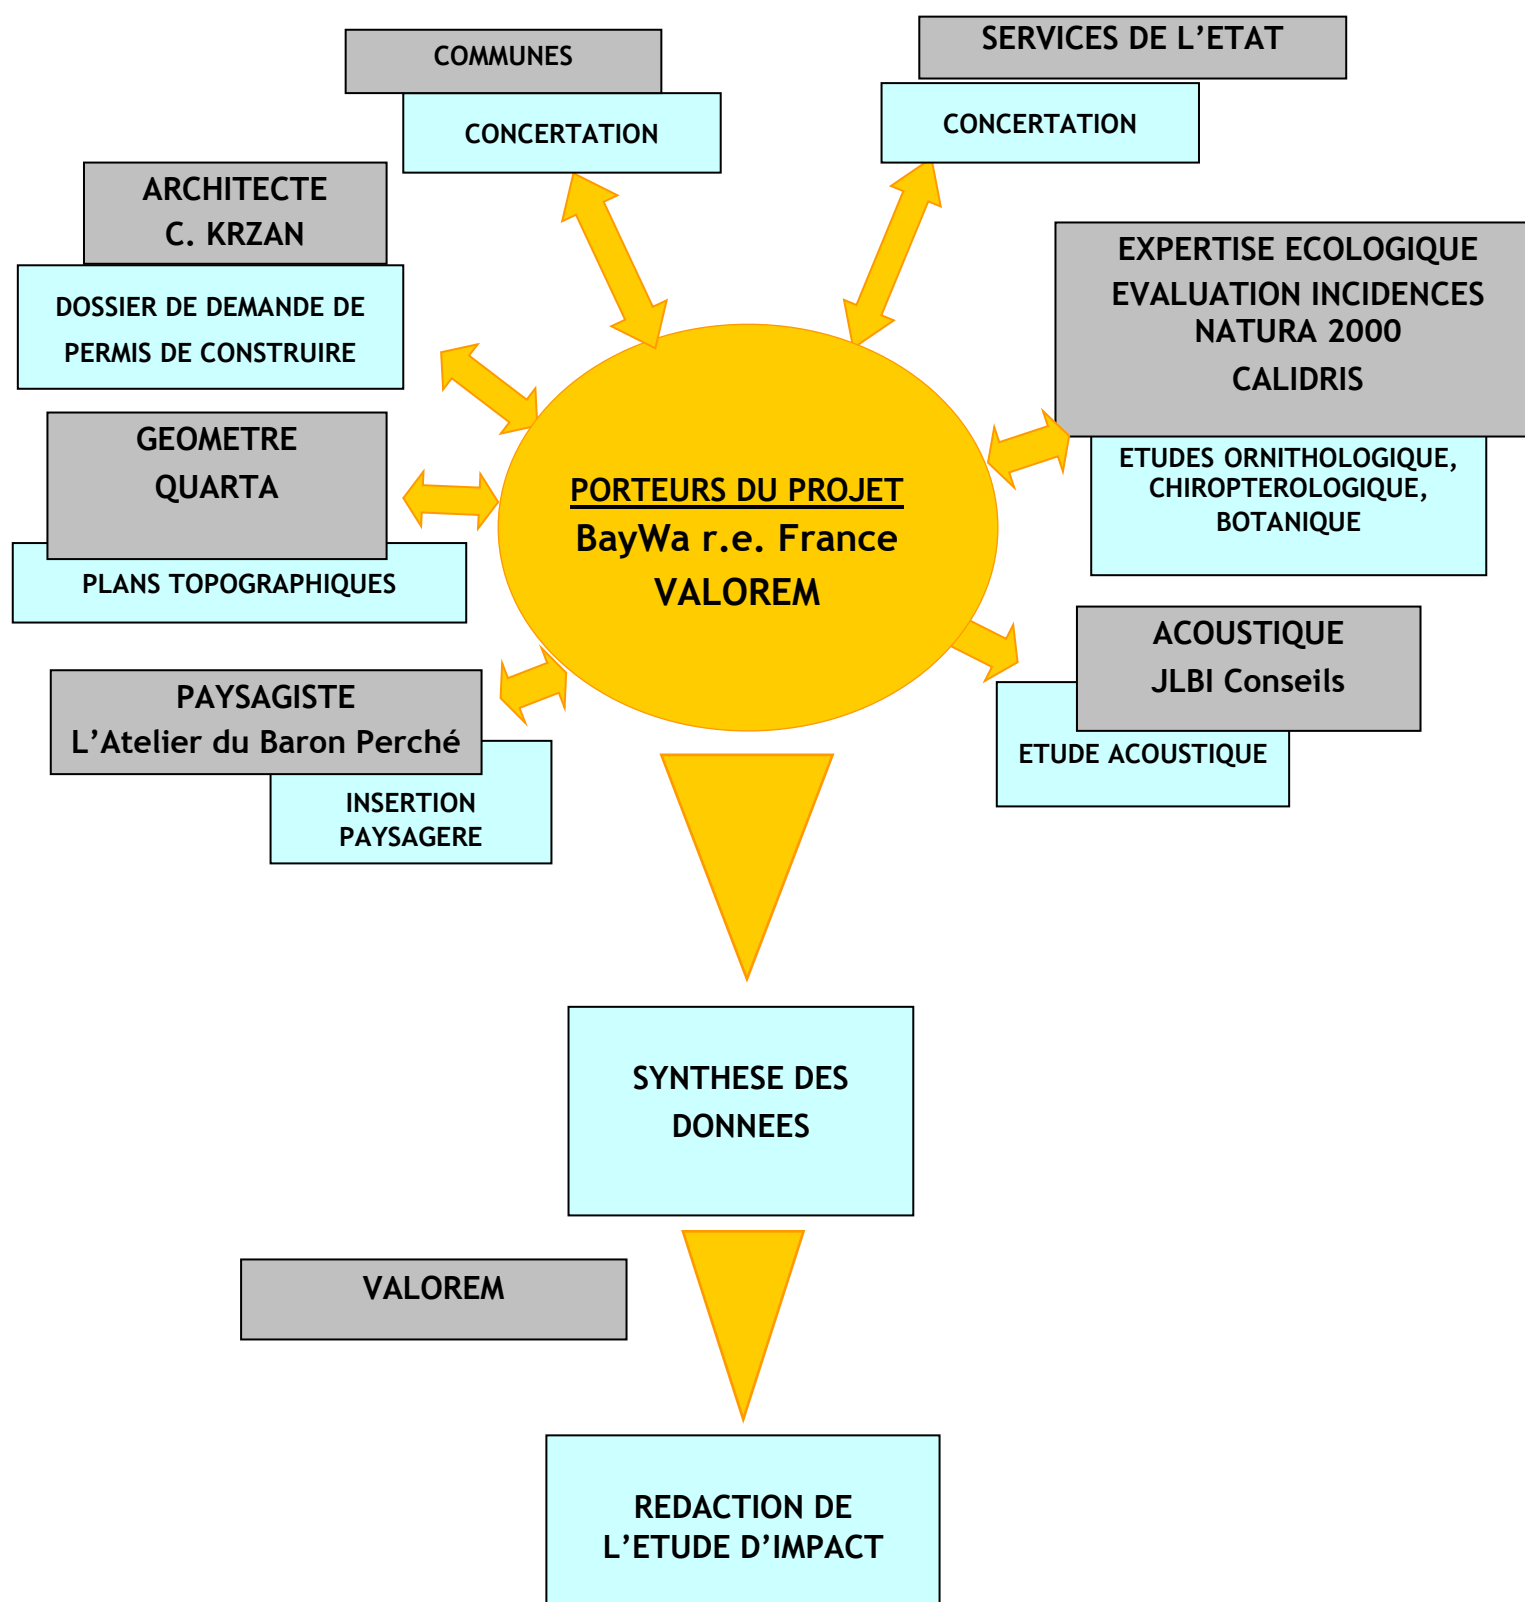 COMMUNES
CONCERTATION
SERVICES DE L’ETAT
CONCERTATION
ARCHITECTE
C. KRZAN
DOSSIER DE DEMANDE DE
PERMIS DE CONSTRUIRE
EXPERTISE ECOLOGIQUE
EVALUATION INCIDENCES
NATURA 2000
CALIDRIS
ETUDES ORNITHOLOGIQUE,
CHIROPTEROLOGIQUE,
BOTANIQUE
GEOMETRE
QUARTA
PLANS TOPOGRAPHIQUES
PORTEURS DU PROJET
BayWa r.e. France
VALOREM
ACOUSTIQUE
JLBI Conseils
ETUDE ACOUSTIQUE
PAYSAGISTE
L’Atelier du Baron Perché
INSERTION
PAYSAGERE
SYNTHESE DES
DONNEES
VALOREM
REDACTION DE
L’ETUDE D’IMPACT